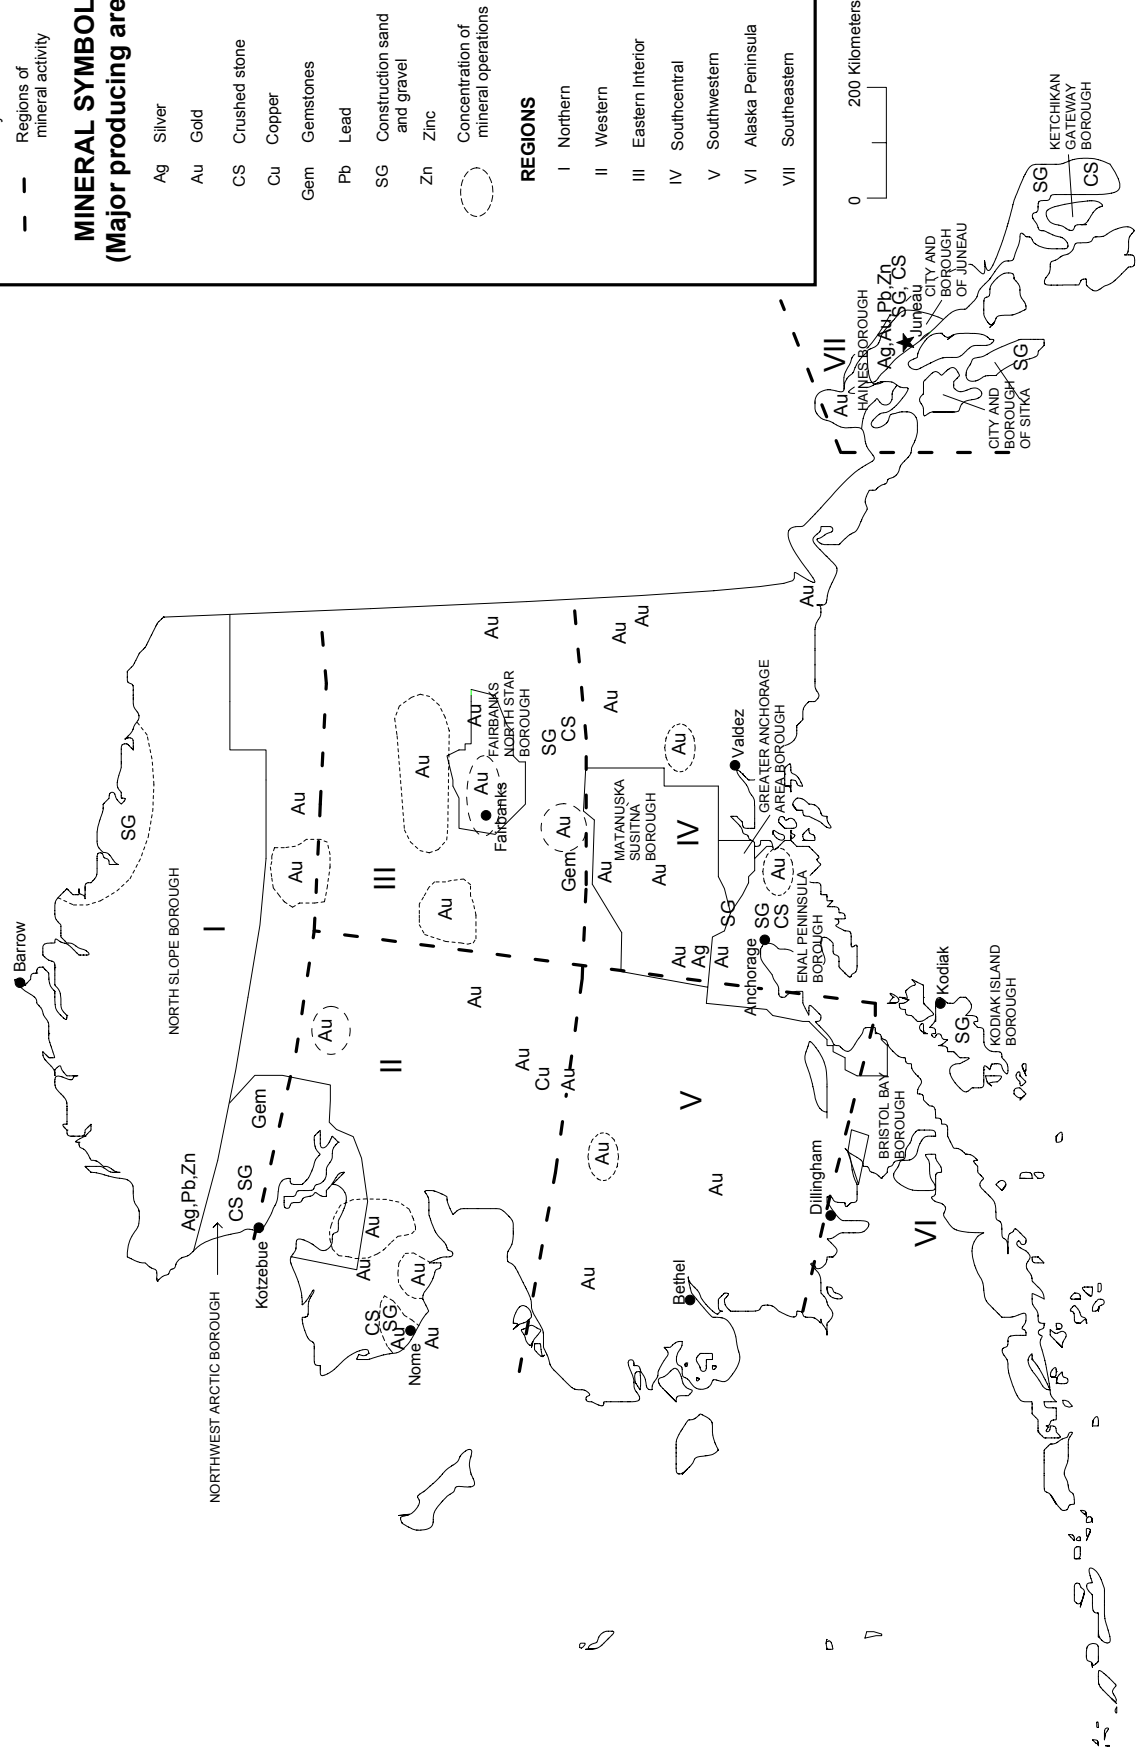 Regions of
mineral activity
MINERAL SYMBOL
(Major producing are
Ag Silver
Au Gold
CS Crushed stone
Cu Copper
Gem Gemstones
Pb Lead
SG Construction sand
and gravel
Zn Zinc
Concentration of
mineral operations
REGIONS
I Northern
II Western
III Eastern Interior
IV Southcentral
V Southwestern
VI Alaska Peninsula
VII Southeastern
0 200 Kilometers
Barrow
SG
NORTH SLOPE BOROUGH
I
Ag,Pb,Zn
NORTHWEST ARCTIC BOROUGH
CS SG
Gem
Kotzebue
Au
Au
Au
II
III
Au
Au
Au
Au
Au
CS
SG
Au
Nome
Au
Au
Au
Au
Au
Fairbanks
FAIRBANKS
NORTH STAR
BOROUGH
Au
SG
CS
Au
Cu
Au
Au
Gem
Au
Au
Au
Au
Au
Au
MATANUSKA
SUSITNA
BOROUGH
Au
IV
Au
Valdez
Au
Ag
Au
SG
V
Au
Bethel
Anchorage
SG
CS
Au
GREATER ANCHORAGE
AREA BOROUGH
ENAL PENINSULA
BOROUGH
Au
Dillingham
BRISTOL BAY
BOROUGH
VI
Kodiak
SG
KODIAK ISLAND
BOROUGH
VII
Au
HAINES BOROUGH
Ag,Au,Pb,Zn
SG, CS
Juneau
CITY AND
BOROUGH
OF JUNEAU
CITY AND
BOROUGH
OF SITKA
SG
SG
CS
KETCHIKAN
GATEWAY
BOROUGH